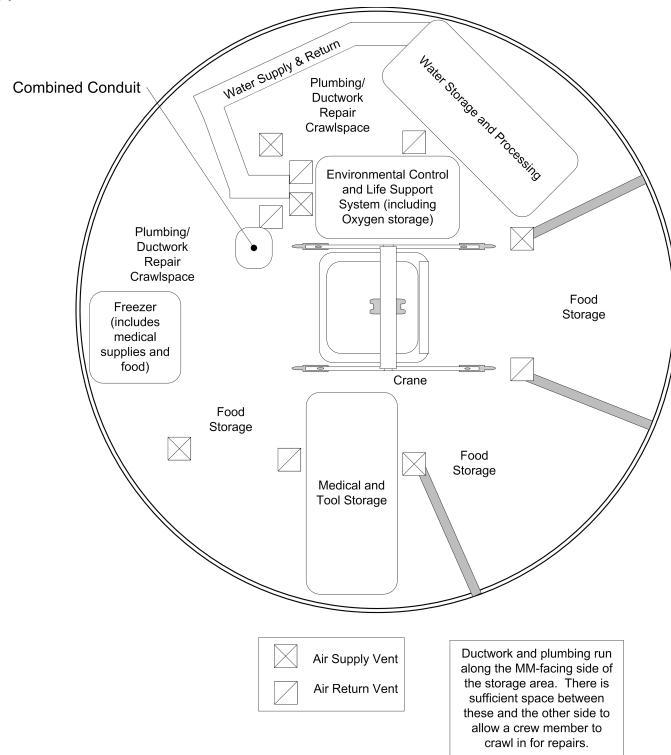 Water Supply & Return
Combined Conduit
Plumbing/
Ductwork
Repair
Crawlspace
Water Storage and Processing
Environmental Control
and Life Support
System (including
Oxygen storage)
Plumbing/
Ductwork
Repair
Crawlspace
Freezer
(includes
medical
supplies and
food)
Food
Storage
Crane
Food
Storage
Food
Storage
Medical and
Tool Storage
Air Supply Vent
Air Return Vent
Ductwork and plumbing run
along the MM-facing side of
the storage area.  There is
sufficient space between
these and the other side to
allow a crew member to
crawl in for repairs.